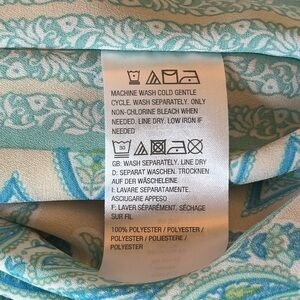 MACHINE WASH COLD GENTLE
CYCLE. WASH SEPARATELY. ONLY
NON-CHLORINE BLEACH WHEN
NEEDED. LINE DRY. LOW IRON IF
NEEDED
30
GB: WASH SEPARATELY. LINE DRY
D: SEPARAT WASCHEN. TROCKNEN
AUF DER WÄSCHELEINE
I: LAVARE SEPARATAMENTE.
ASCIUGARE APPESO
F: LAVER SÉPARÉMENT. SÉCHAGE
SUR FIL
100% POLYESTER / POLYESTER /
POLYESTER / POLIESTERE /
POLYESTER